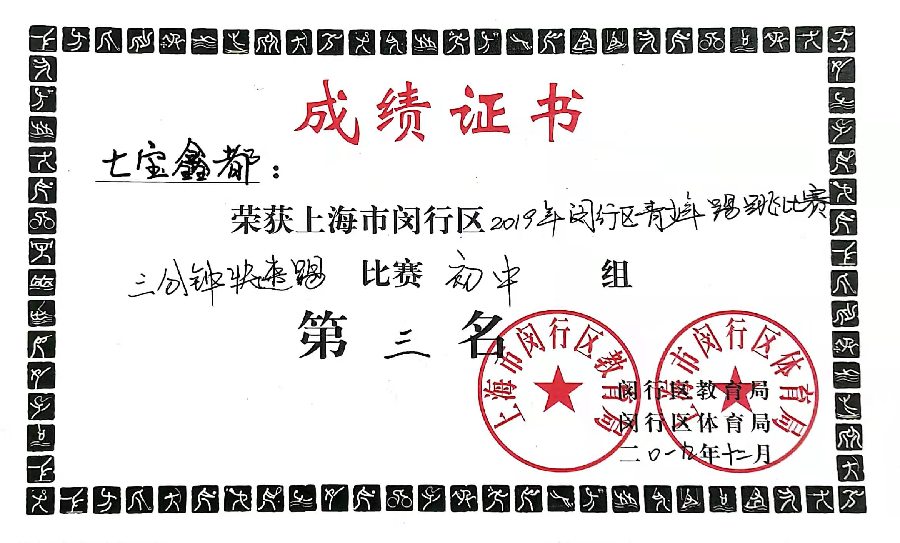 成绩证书
七宝鑫都：
荣获上海市闵行区2019年闵行区青少年踢跳比赛
三分钟快速踢 比赛 初中 组
第 三 名
上海市闵行区教育局
上海市闵行区体育局
闵行区教育局
闵行区体育局
二〇一九年十二月